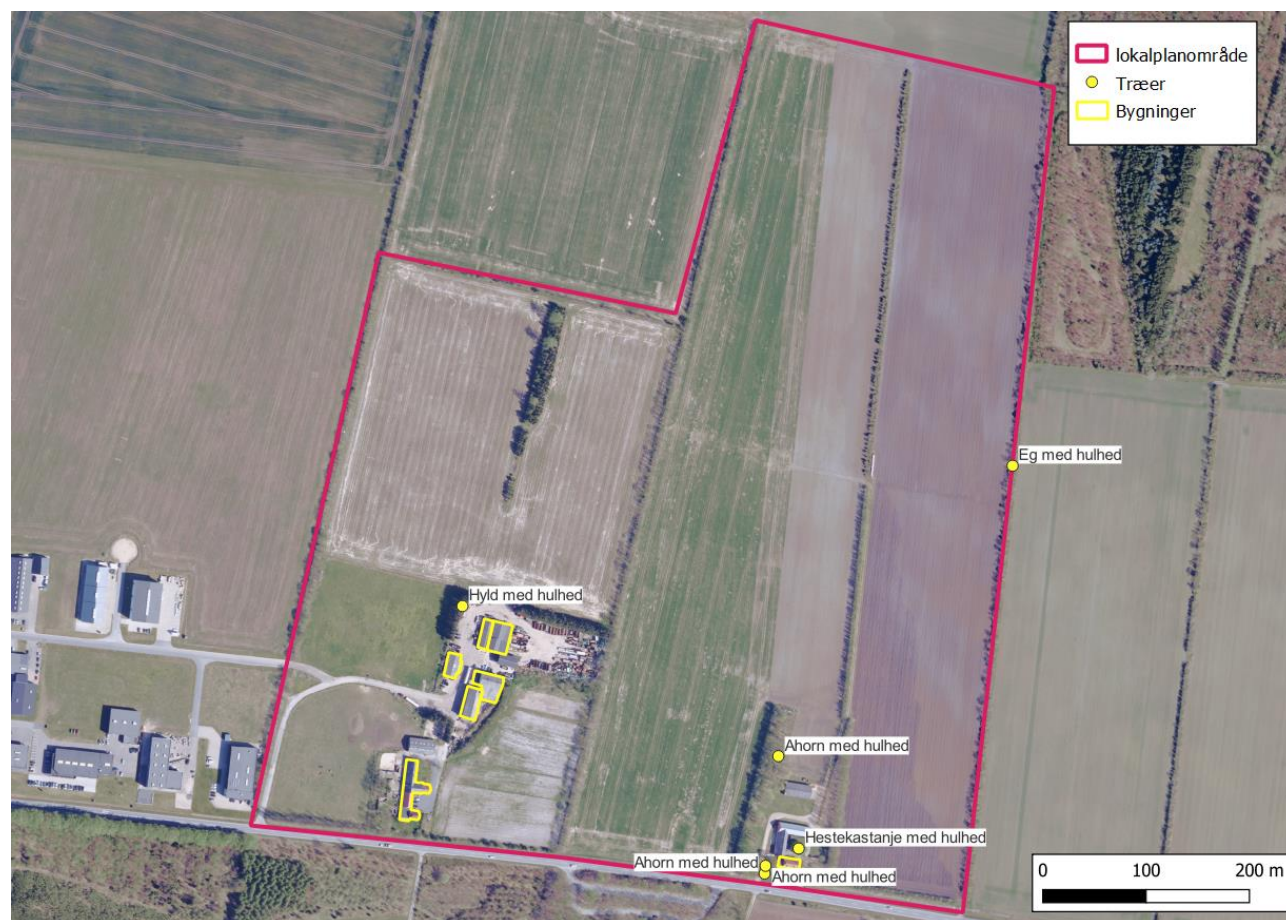 lokalplanområde
Træer
Bygninger
Eg med hulhed
Hyld med hulhed
Ahorn med hulhed
Hestekastanje med hulhed
Ahorn med hulhed
Ahorn med hulhed
0 100 200 m